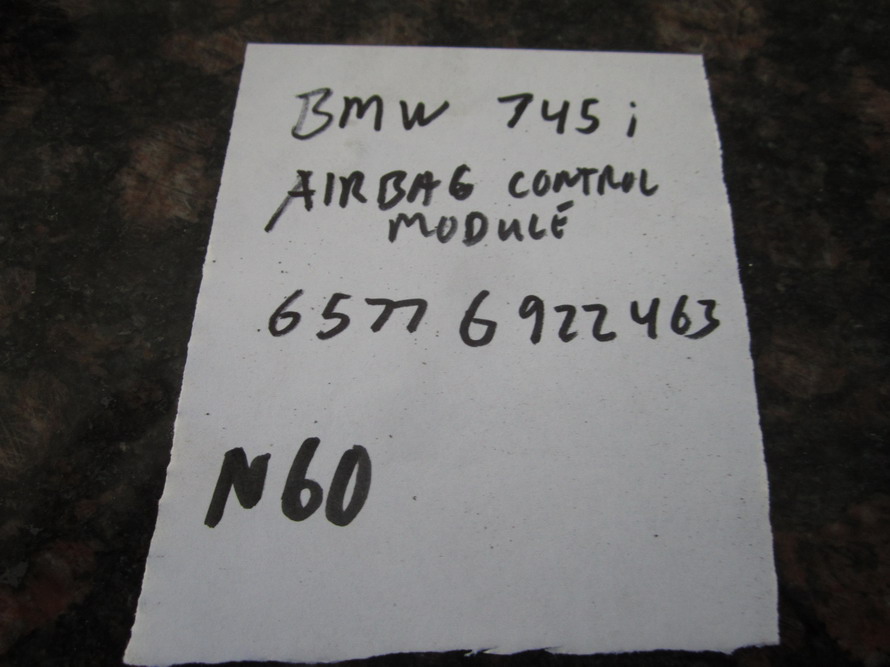 BMW 745i
AIRBAG CONTROL
MODULE
6577 6922463
N60